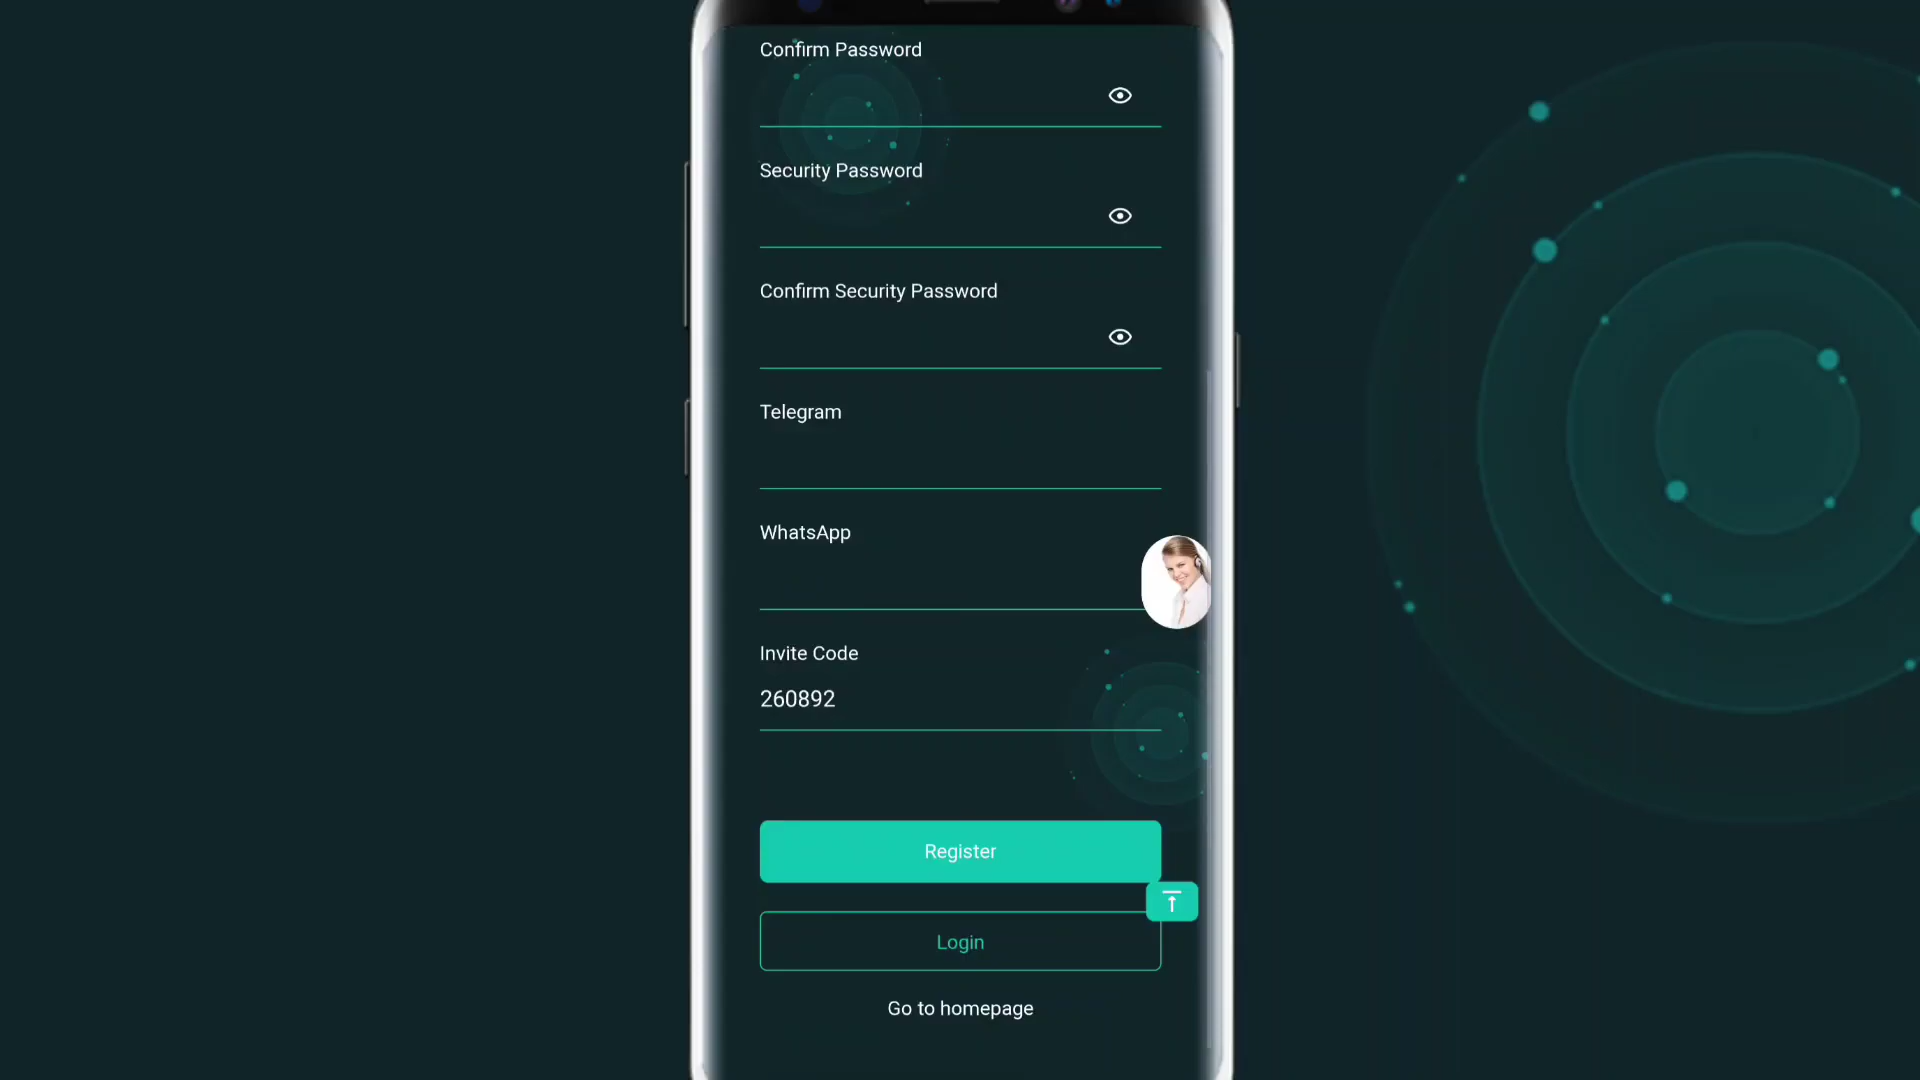 Confirm Password
Security Password
Confirm Security Password
Telegram
WhatsApp
Invite Code
260892
Register
Login
Go to homepage